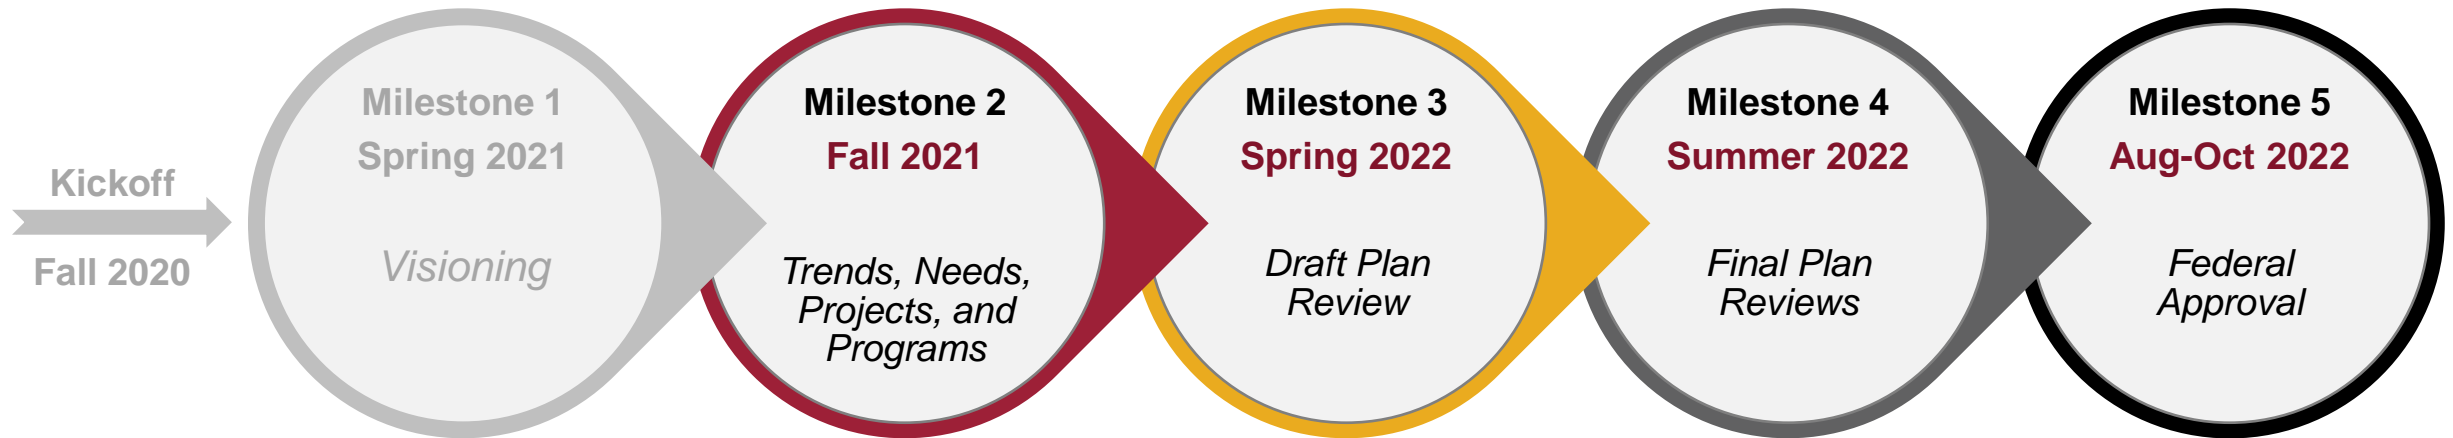 Kickoff
Fall 2020
Milestone 1
Spring 2021
Visioning
Milestone 2
Fall 2021
Trends, Needs,
Projects, and
Programs
Milestone 3
Spring 2022
Draft Plan
Review
Milestone 4
Summer 2022
Final Plan
Reviews
Milestone 5
Aug-Oct 2022
Federal
Approval